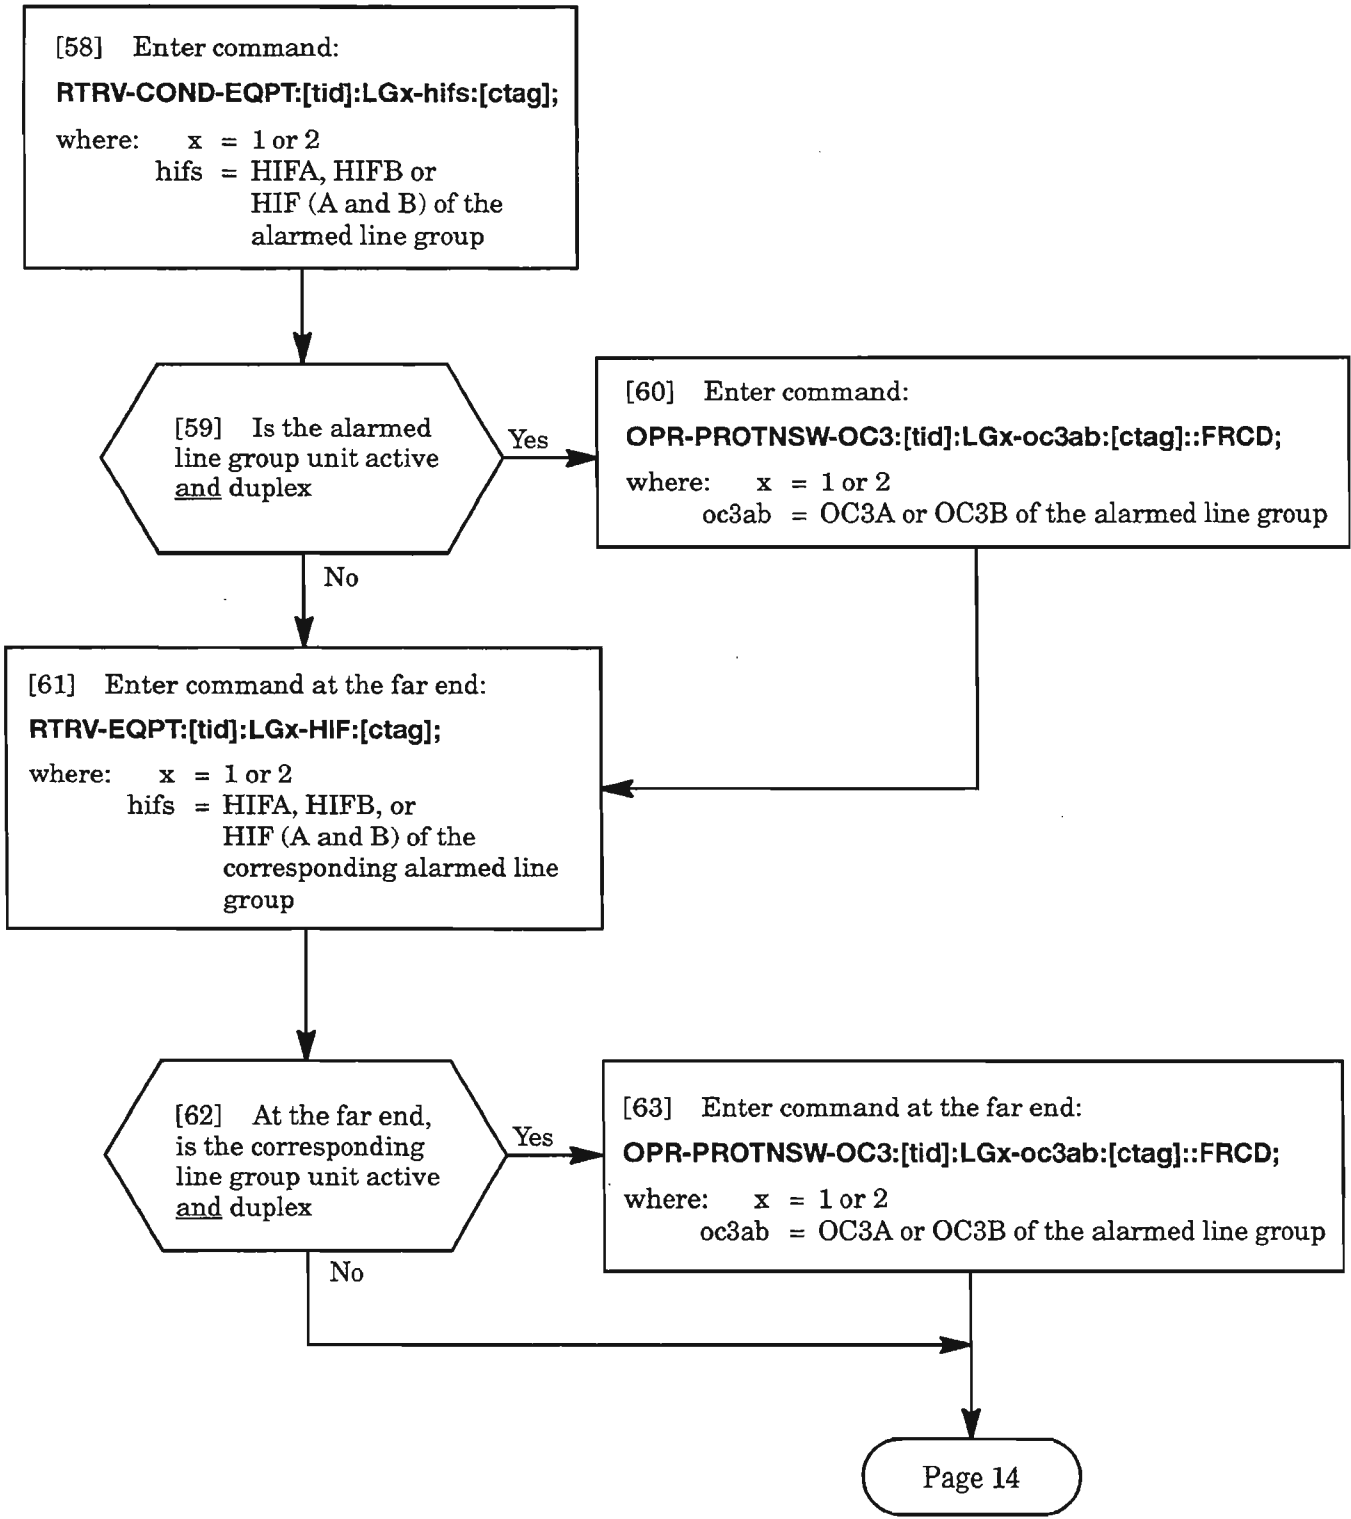 [58] Enter command:
RTRV-COND-EQPT:[tid]:LGx-hifs:[ctag];
where: x = 1 or 2
hifs = HIFA, HIFB or
HIF (A and B) of the
alarmed line group
[59] Is the alarmed
line group unit active
and duplex
Yes
No
[60] Enter command:
OPR-PROTNSW-OC3:[tid]:LGx-oc3ab:[ctag]::FRCD;
where: x = 1 or 2
oc3ab = OC3A or OC3B of the alarmed line group
[61] Enter command at the far end:
RTRV-EQPT:[tid]:LGx-HIF:[ctag];
where: x = 1 or 2
hifs = HIFA, HIFB, or
HIF (A and B) of the
corresponding alarmed line
group
[62] At the far end,
is the corresponding
line group unit active
and duplex
Yes
No
[63] Enter command at the far end:
OPR-PROTNSW-OC3:[tid]:LGx-oc3ab:[ctag]::FRCD;
where: x = 1 or 2
oc3ab = OC3A or OC3B of the alarmed line group
Page 14